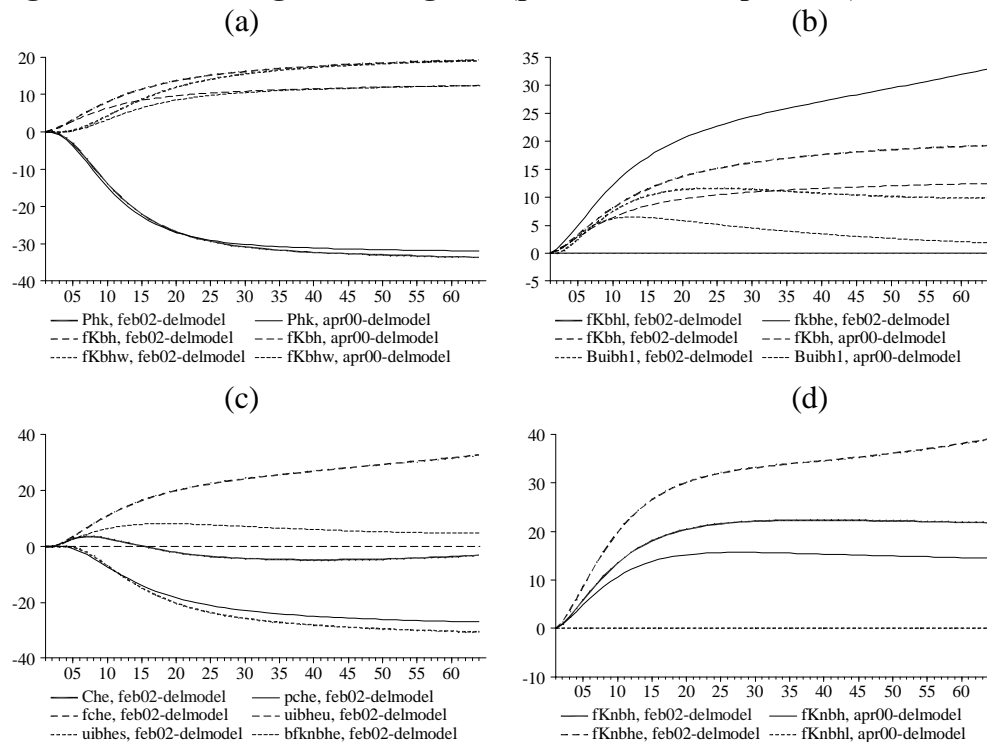 (a)
20
10
0
-10
-20
-30
-40
05 10 15 20 25 30 35 40 45 50 55 60
Phk, feb02-delmodel Phk, apr00-delmodel
fKbh, feb02-delmodel fKbh, apr00-delmodel
fKbhw, feb02-delmodel fKbhw, apr00-delmodel
(b)
35
30
25
20
15
10
5
0
-5
05 10 15 20 25 30 35 40 45 50 55 60
fKbhl, feb02-delmodel fkbhe, feb02-delmodel
fKbh, feb02-delmodel fKbh, apr00-delmodel
Buibh1, feb02-delmodel Buibh1, apr00-delmodel
(c)
40
20
0
-20
-40
05 10 15 20 25 30 35 40 45 50 55 60
Che, feb02-delmodel pche, feb02-delmodel
fche, feb02-delmodel uibheu, feb02-delmodel
uibhes, feb02-delmodel bfknbhe, feb02-delmodel
(d)
40
30
20
10
0
-10
05 10 15 20 25 30 35 40 45 50 55 60
fKnbh, feb02-delmodel fKnbh, apr00-delmodel
fKnbhe, feb02-delmodel fKnbhl, apr00-delmodel